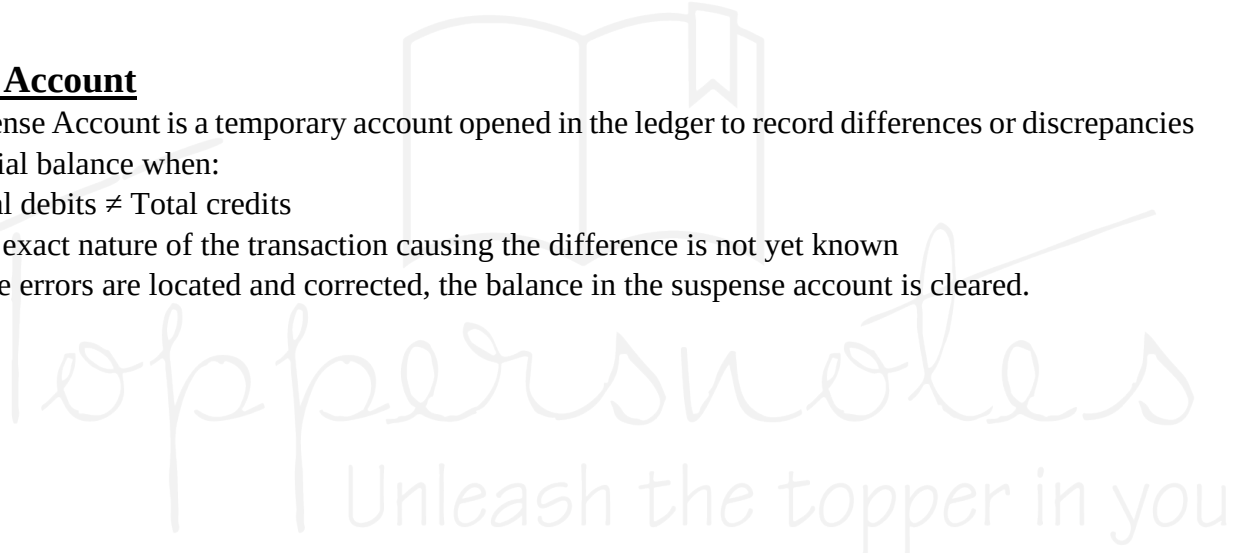 Account
ense Account is a temporary account opened in the ledger to record differences or discrepancies
ial balance when:
al debits ≠ Total credits
exact nature of the transaction causing the difference is not yet known
e errors are located and corrected, the balance in the suspense account is cleared.
Toppersnotes
Unleash the topper in you